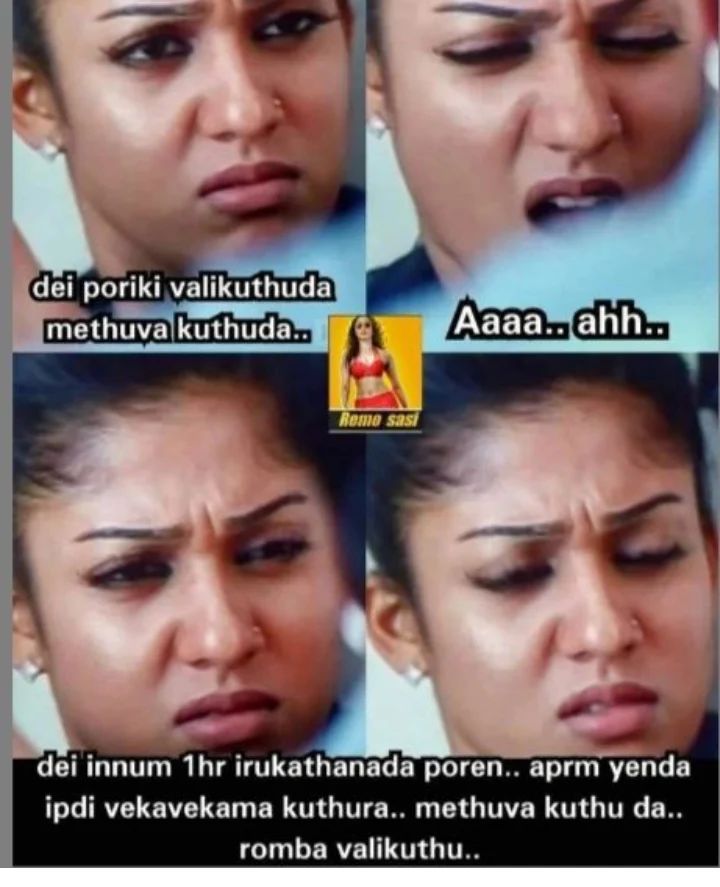 dei poriki valikuthuda
methuva kuthuda..
Aaaa.. ahh..
Remo sasi
dei innum 1hr irukathanada poren.. aprm yenda
ipdi vekavekama kuthura.. methuva kuthu da..
romba valikuthu..